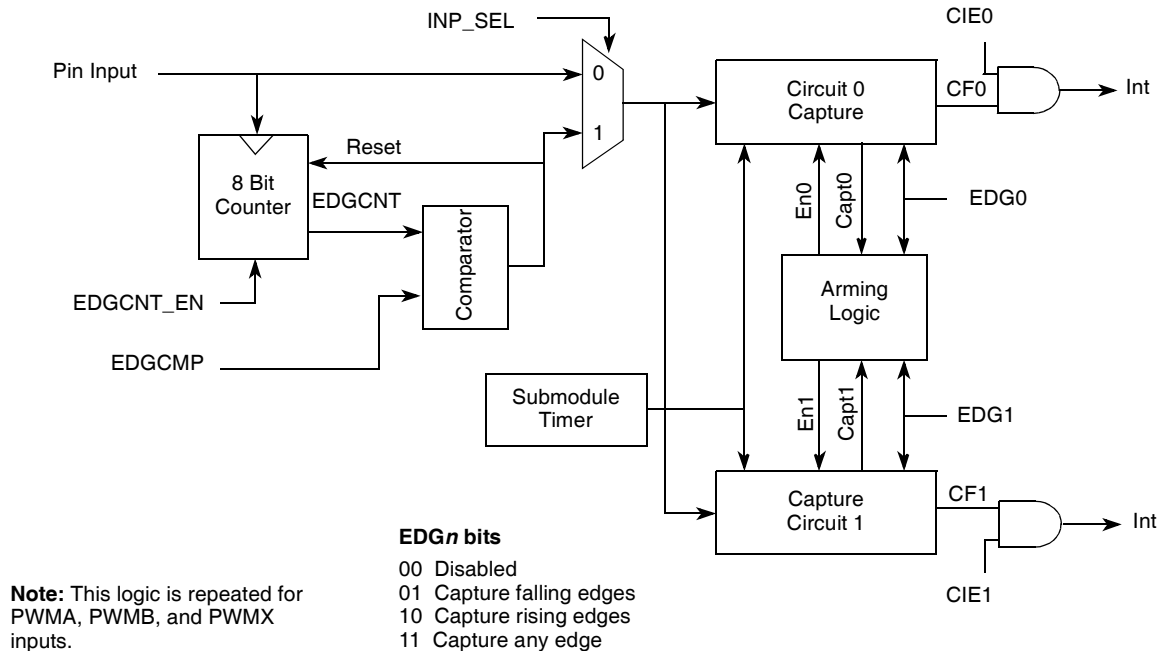 INP_SEL
CIE0
Pin Input
0
1
Circuit 0
Capture
CF0
Int
Reset
8 Bit
Counter
EDGCNT
Comparator
En0
Capt0
EDG0
EDGCNT_EN
EDGCMP
Arming
Logic
Submodule
Timer
En1
Capt1
EDG1
Capture
Circuit 1
CF1
Int
CIE1
EDGn bits
00 Disabled
01 Capture falling edges
10 Capture rising edges
11 Capture any edge
Note: This logic is repeated for
PWMA, PWMB, and PWMX
inputs.